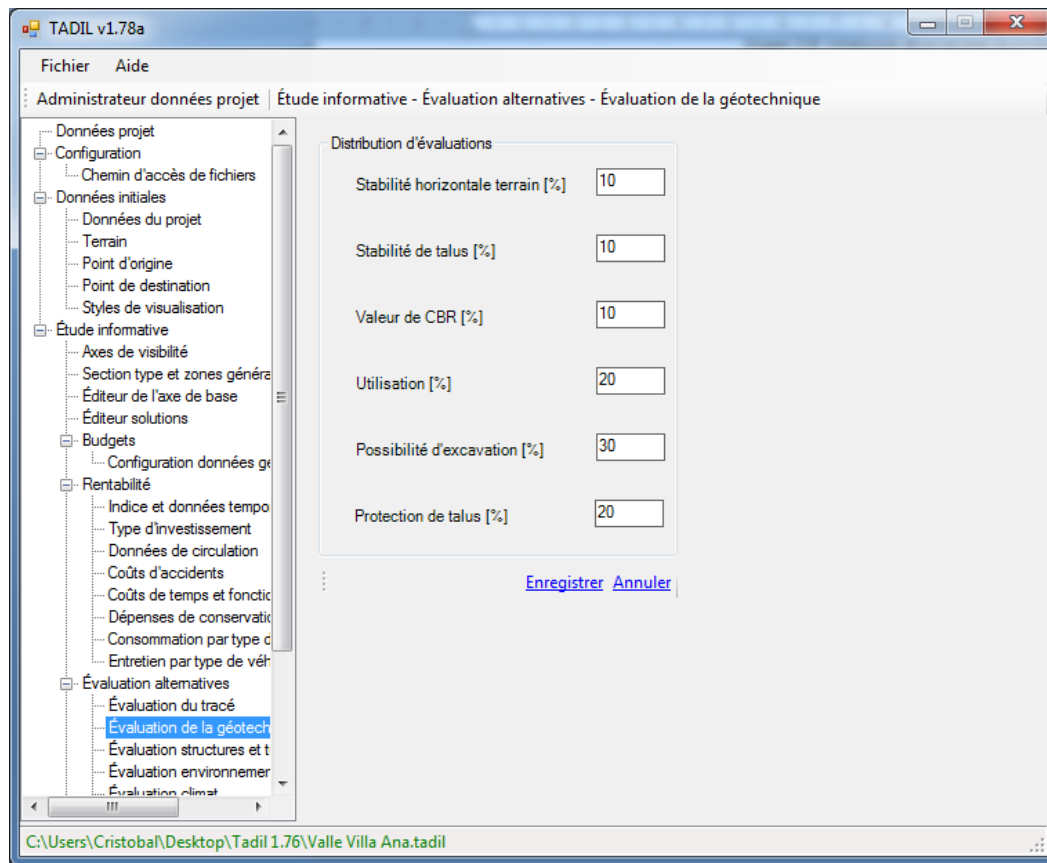 TADIL v1.78a
Fichier Aide
Administrateur données projet Étude informative - Évaluation alternatives - Évaluation de la géotechnique
Données projet
Configuration
Chemin d'accès de fichiers
Données initiales
Données du projet
Terrain
Point d'origine
Point de destination
Styles de visualisation
Étude informative
Axes de visibilité
Section type et zones généra
Éditeur de l'axe de base
Éditeur solutions
Budgets
Configuration données gé
Rentabilité
Indice et données tempo
Type d'investissement
Données de circulation
Coûts d'accidents
Coûts de temps et fonctio
Dépenses de conservatio
Consommation par type d
Entretien par type de véh
Évaluation alternatives
Évaluation du tracé
Évaluation de la géotech
Évaluation structures et t
Évaluation environnemer
Évaluation climat
Distribution d'évaluations
Stabilité horizontale terrain [%] 10
Stabilité de talus [%] 10
Valeur de CBR [%] 10
Utilisation [%] 20
Possibilité d'excavation [%] 30
Protection de talus [%] 20
Enregistrer Annuler
C:\Users\Cristobal\Desktop\Tadil 1.76\Valle Villa Ana.tadil